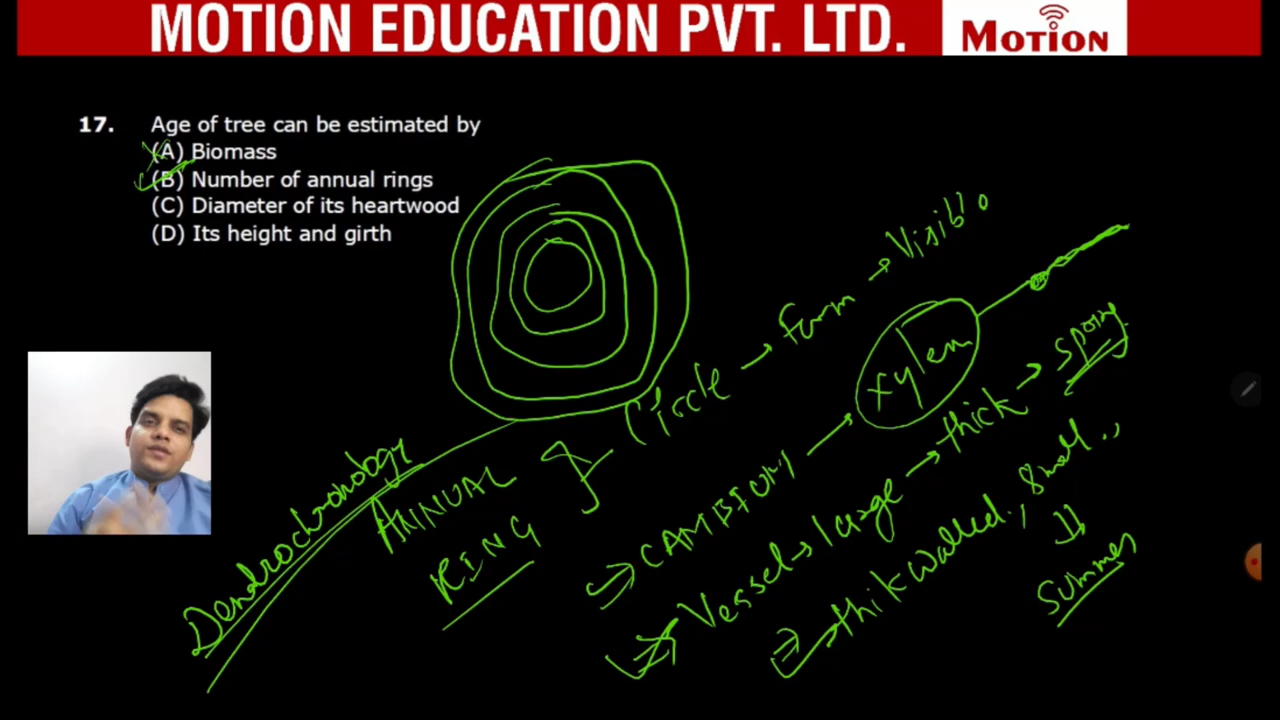 MOTION EDUCATION PVT. LTD.
MOTION
17. Age of tree can be estimated by
(A) Biomass
(B) Number of annual rings
(C) Diameter of its heartwood
(D) Its height and girth
Dendrochronology
ANNUAL
RING
Circle → Form → Visible
CAMBIUM → Xylem
Vessel → large → thick → spring
thikwalled., small.,
Summer